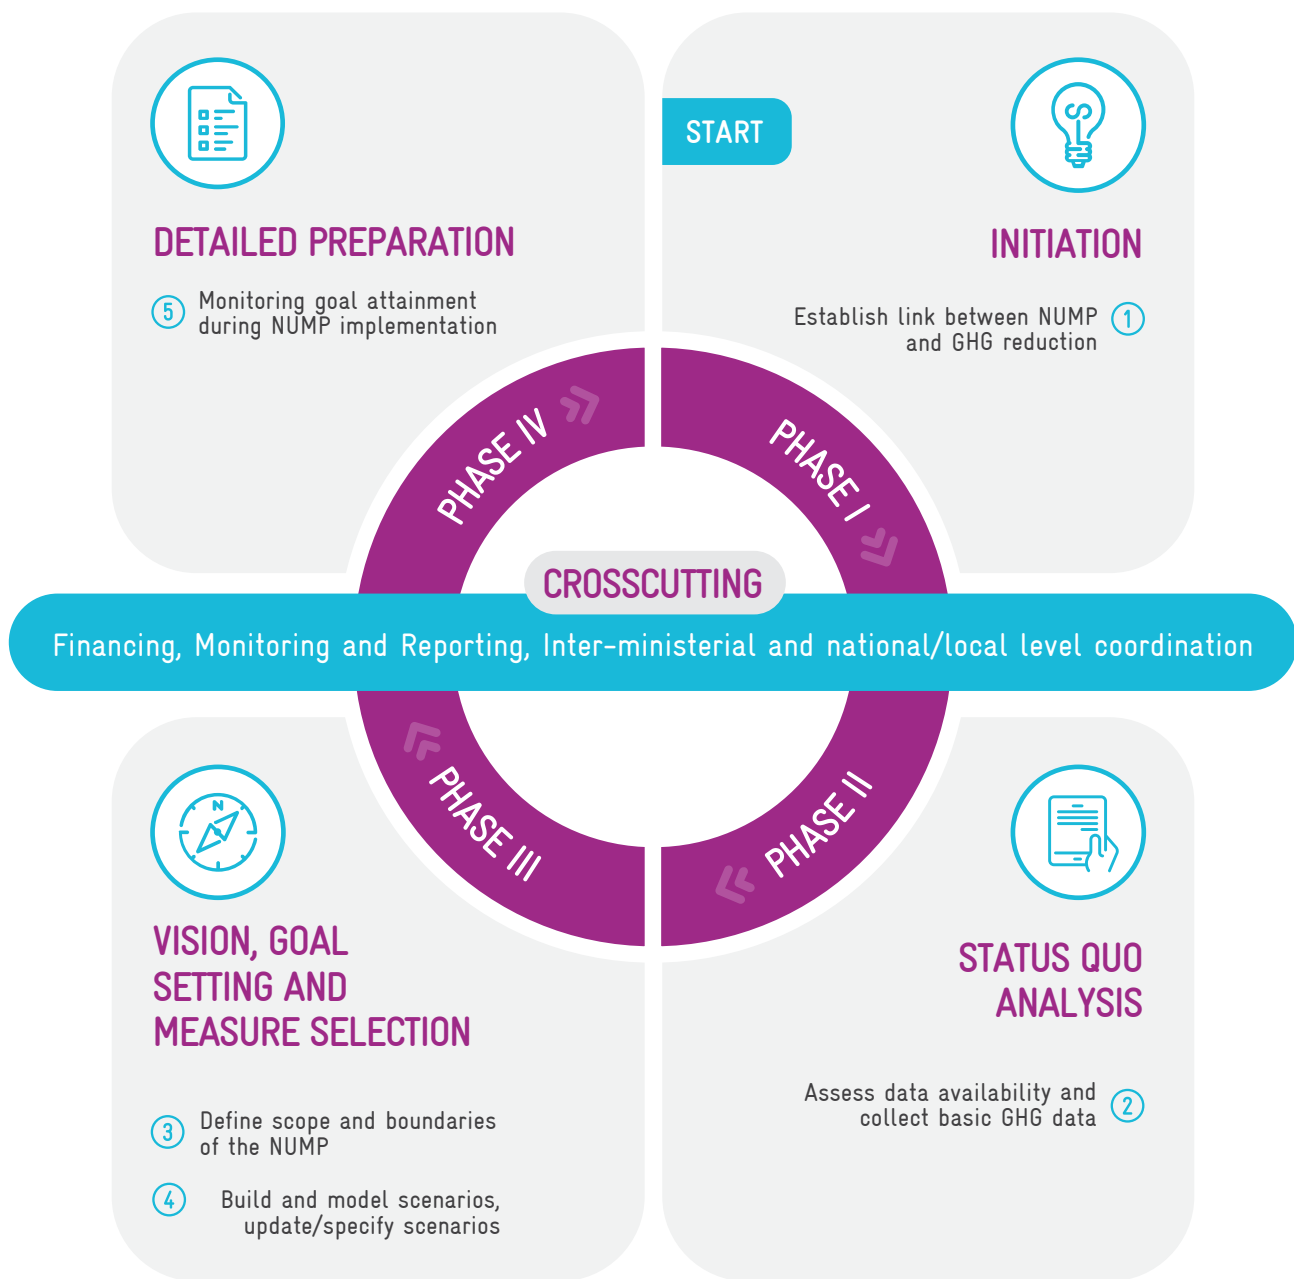 START
INITIATION
Establish link between NUMP
and GHG reduction
1
PHASE I
DETAILED PREPARATION
5
Monitoring goal attainment
during NUMP implementation
PHASE IV
CROSSCUTTING
Financing, Monitoring and Reporting, Inter-ministerial and national/local level coordination
PHASE II
STATUS QUO
ANALYSIS
Assess data availability and
collect basic GHG data
2
PHASE III
N
VISION, GOAL
SETTING AND
MEASURE SELECTION
3
Define scope and boundaries
of the NUMP
4
Build and model scenarios,
update/specify scenarios